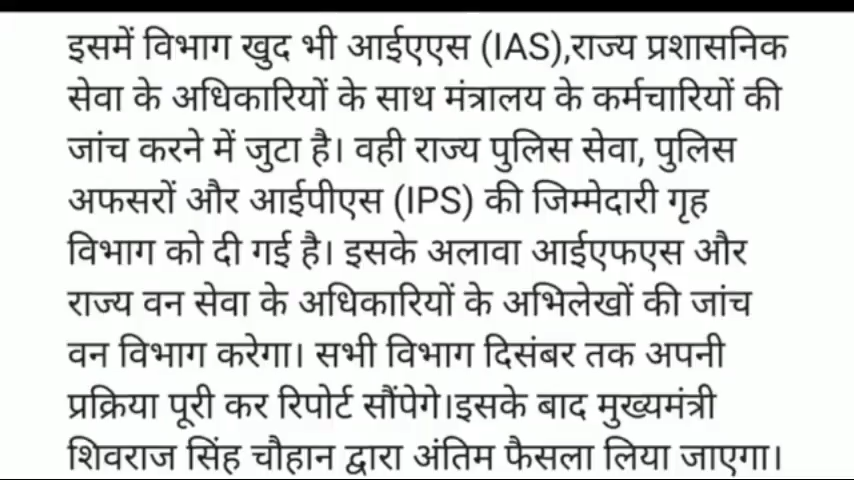 इसमें विभाग खुद भी आईएएस (IAS),राज्य प्रशासनिक
सेवा के अधिकारियों के साथ मंत्रालय के कर्मचारियों की
जांच करने में जुटा है। वही राज्य पुलिस सेवा, पुलिस
अफसरों और आईपीएस (IPS) की जिम्मेदारी गृह
विभाग को दी गई है। इसके अलावा आईएफएस और
राज्य वन सेवा के अधिकारियों के अभिलेखों की जांच
वन विभाग करेगा। सभी विभाग दिसंबर तक अपनी
प्रक्रिया पूरी कर रिपोर्ट सौंपेगे।इसके बाद मुख्यमंत्री
शिवराज सिंह चौहान द्वारा अंतिम फैसला लिया जाएगा।